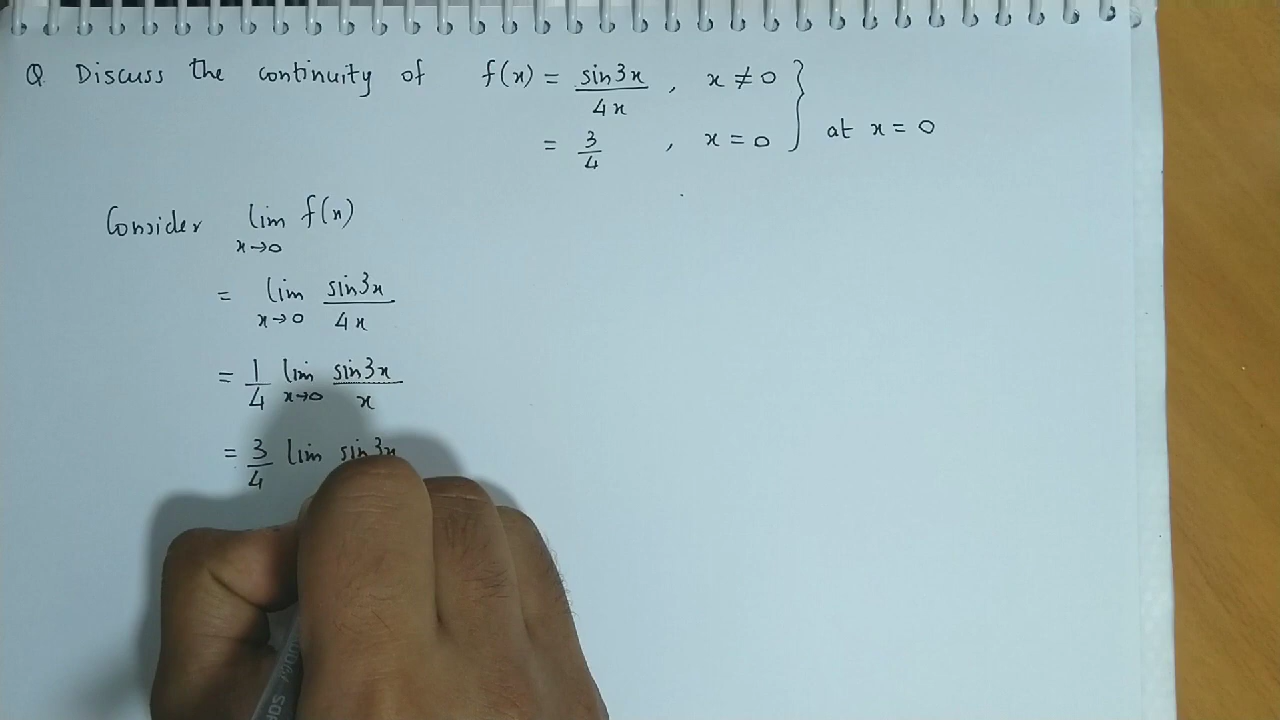 Q Discuss the continuity of f(x) = sin3x/4x , x ≠ 0
= 3/4 , x = 0 } at x = 0
Consider lim f(x)
x→0
= lim sin3x/4x
x→0
= 1/4 lim sin3x/x
x→0
= 3/4 lim sin3x